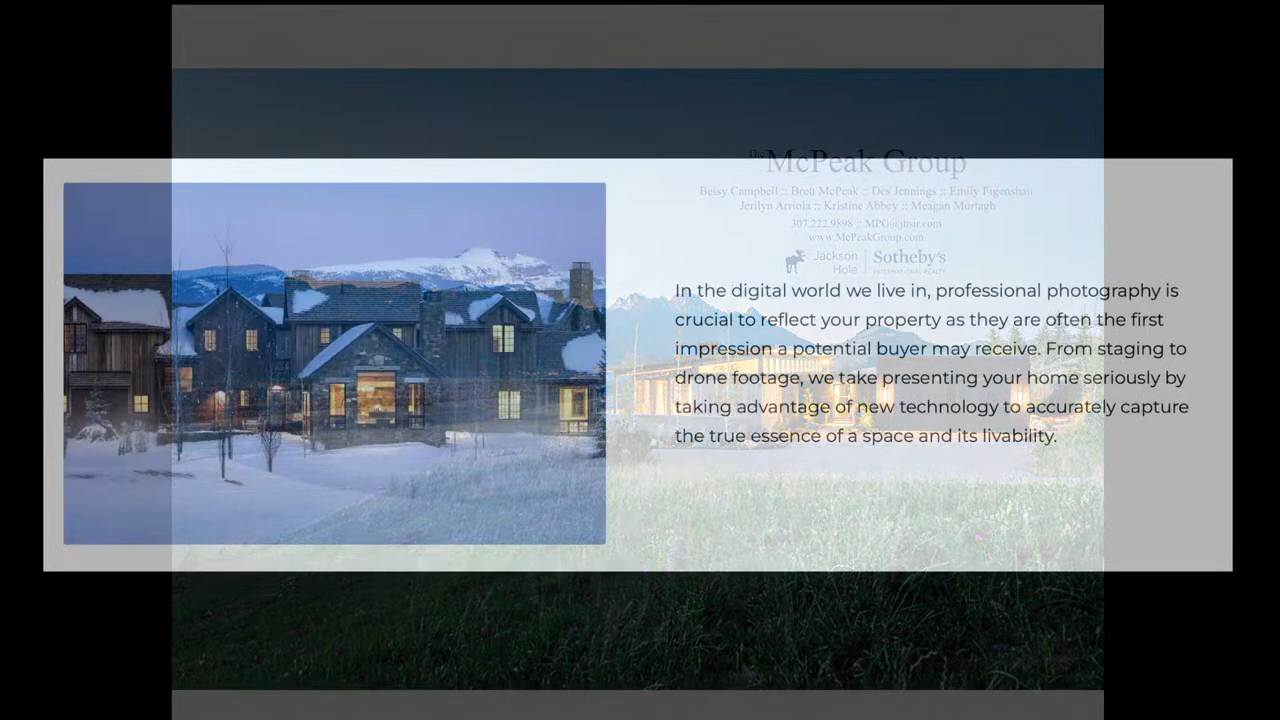 The McPeak Group
Betsy Campbell :: Brett McPeak :: Des Jennings :: Emily Figenshau
Jerilyn Arriola :: Kristine Abbey :: Meagan Murtagh
307.222.9898 :: MPG@jhsir.com
www.McPeakGroup.com
Jackson Hole | Sotheby's
INTERNATIONAL REALTY
In the digital world we live in, professional photography is
crucial to reflect your property as they are often the first
impression a potential buyer may receive. From staging to
drone footage, we take presenting your home seriously by
taking advantage of new technology to accurately capture
the true essence of a space and its livability.